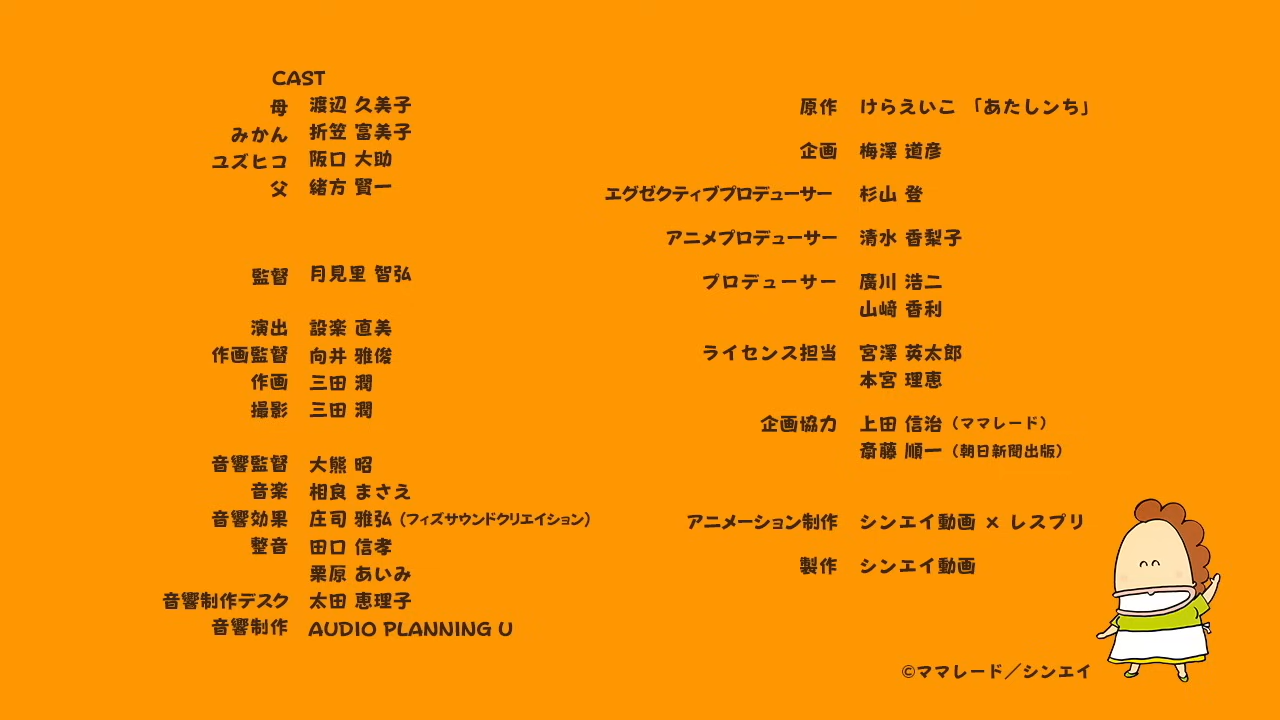 CAST
母 渡辺 久美子
みかん 折笠 富美子
ユズヒコ 阪口 大助
父 緒方 賢一
監督 月見里 智弘
演出 設楽 直美
作画監督 向井 雅俊
作画 三田 潤
撮影 三田 潤
音響監督 大熊 昭
音楽 相良 まさえ
音響効果 庄司 雅弘 (フィズサウンドクリエイション)
整音 田口 信孝
栗原 あいみ
音響制作デスク 太田 恵理子
音響制作 AUDIO PLANNING U
原作 けらえいこ 「あたしンち」
企画 梅澤 道彦
エグゼクティブプロデューサー 杉山 登
アニメプロデューサー 清水 香梨子
プロデューサー 廣川 浩二
山﨑 香利
ライセンス担当 宮澤 英太郎
本宮 理恵
企画協力 上田 信治 (ママレード)
斎藤 順一 (朝日新聞出版)
アニメーション制作 シンエイ動画 × レスプリ
製作 シンエイ動画
©ママレード／シンエイ